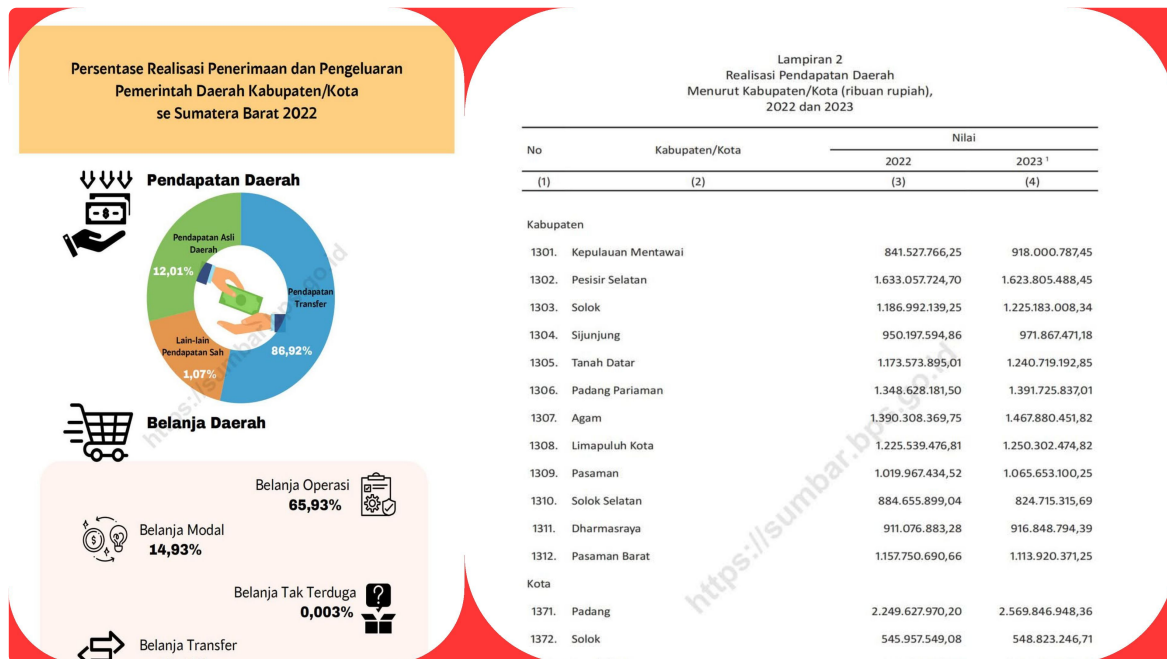 Persentase Realisasi Penerimaan dan Pengeluaran
Pemerintah Daerah Kabupaten/Kota
se Sumatera Barat 2022
Pendapatan Daerah
Pendapatan Asli
Daerah
12,01%
Pendapatan
Transfer
86,92%
Lain-lain
Pendapatan Sah
1,07%
Belanja Daerah
Belanja Operasi
65,93%
Belanja Modal
14,93%
Belanja Tak Terduga
0,003%
Belanja Transfer
https://sumbar.bps.go.id
Lampiran 2
Realisasi Pendapatan Daerah
Menurut Kabupaten/Kota (ribuan rupiah),
2022 dan 2023
No Kabupaten/Kota Nilai
2022 2023 ¹
(1) (2) (3) (4)
Kabupaten
1301. Kepulauan Mentawai 841.527.766,25 918.000.787,45
1302. Pesisir Selatan 1.633.057.724,70 1.623.805.488,45
1303. Solok 1.186.992.139,25 1.225.183.008,34
1304. Sijunjung 950.197.594,86 971.867.471,18
1305. Tanah Datar 1.173.573.895,01 1.240.719.192,85
1306. Padang Pariaman 1.348.628.181,50 1.391.725.837,01
1307. Agam 1.390.308.369,75 1.467.880.451,82
1308. Limapuluh Kota 1.225.539.476,81 1.250.302.474,82
1309. Pasaman 1.019.967.434,52 1.065.653.100,25
1310. Solok Selatan 884.655.899,04 824.715.315,69
1311. Dharmasraya 911.076.883,28 916.848.794,39
1312. Pasaman Barat 1.157.750.690,66 1.113.920.371,25
Kota
1371. Padang 2.249.627.970,20 2.569.846.948,36
1372. Solok 545.957.549,08 548.823.246,71
https://sumbar.bps.go.id